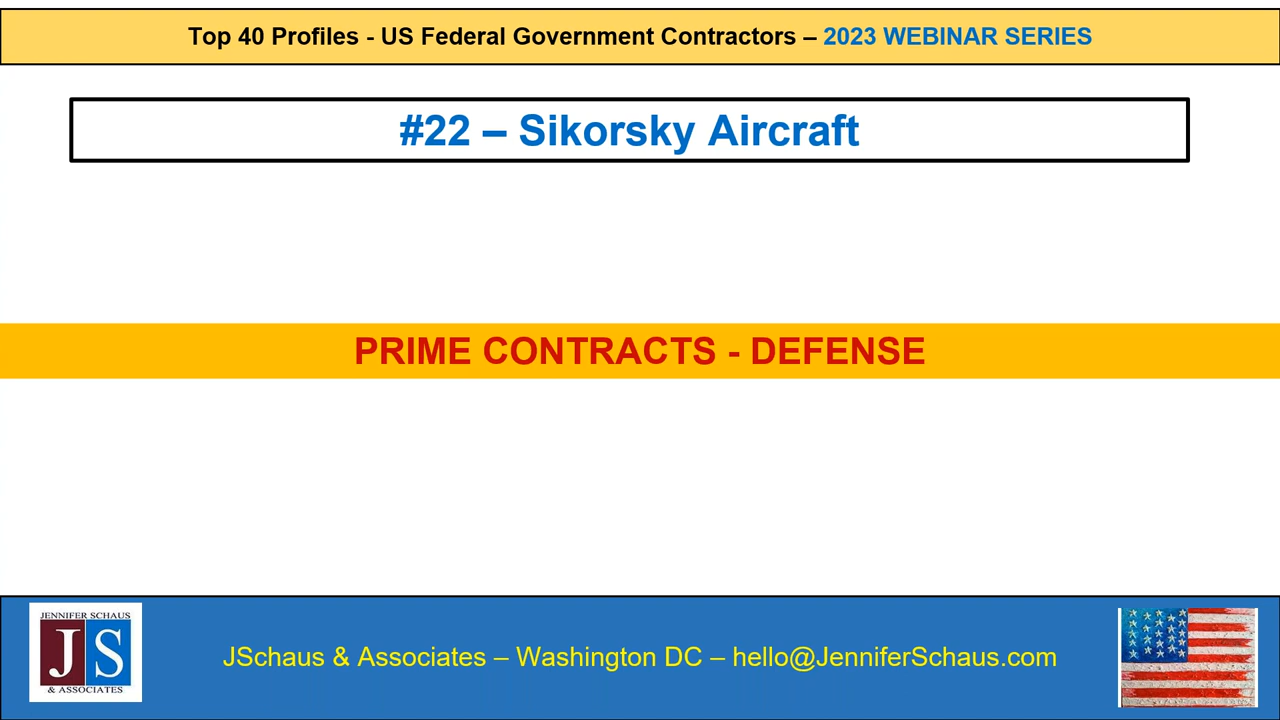 Top 40 Profiles - US Federal Government Contractors – 2023 WEBINAR SERIES
#22 – Sikorsky Aircraft
PRIME CONTRACTS - DEFENSE
JENNIFER SCHAUS
JS
& ASSOCIATES
JSchaus & Associates – Washington DC – hello@JenniferSchaus.com